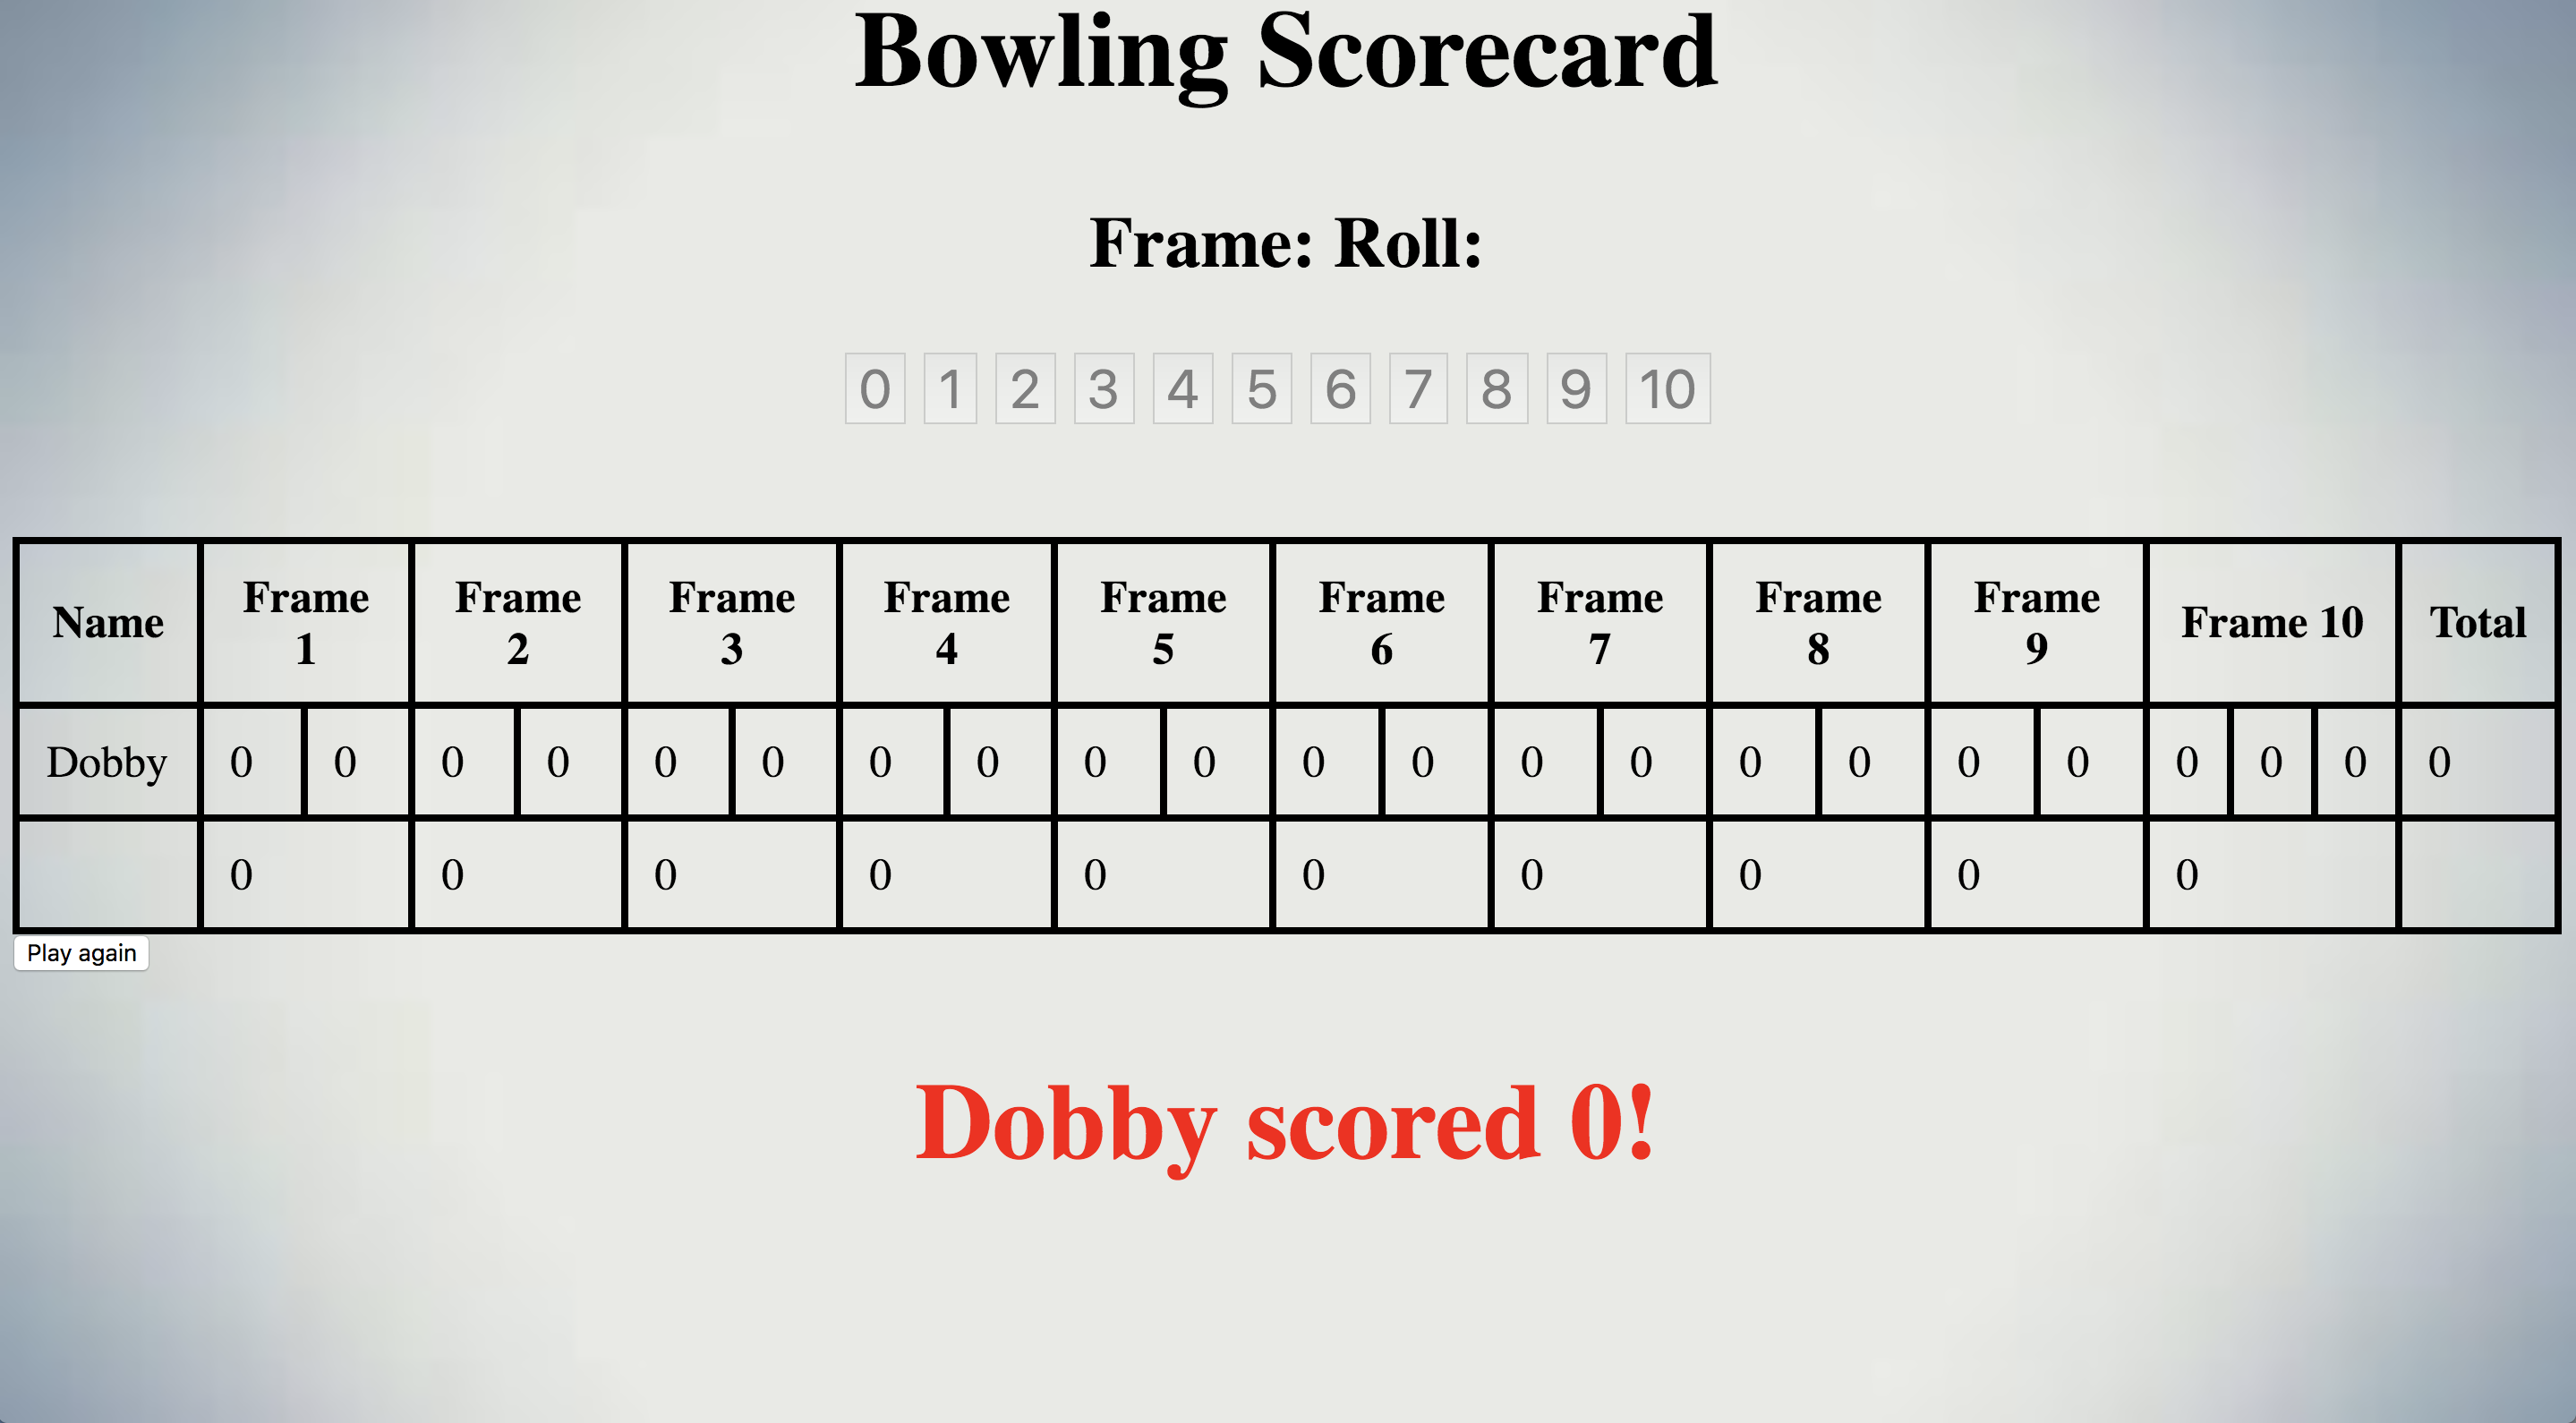 Bowling Scorecard
Frame: Roll:
0 1 2 3 4 5 6 7 8 9 10
Name Frame 1 Frame 2 Frame 3 Frame 4 Frame 5 Frame 6 Frame 7 Frame 8 Frame 9 Frame 10 Total
Dobby 0 0 0 0 0 0 0 0 0 0 0 0 0 0 0 0 0 0 0 0 0 0
0 0 0 0 0 0 0 0 0 0
Play again
Dobby scored 0!